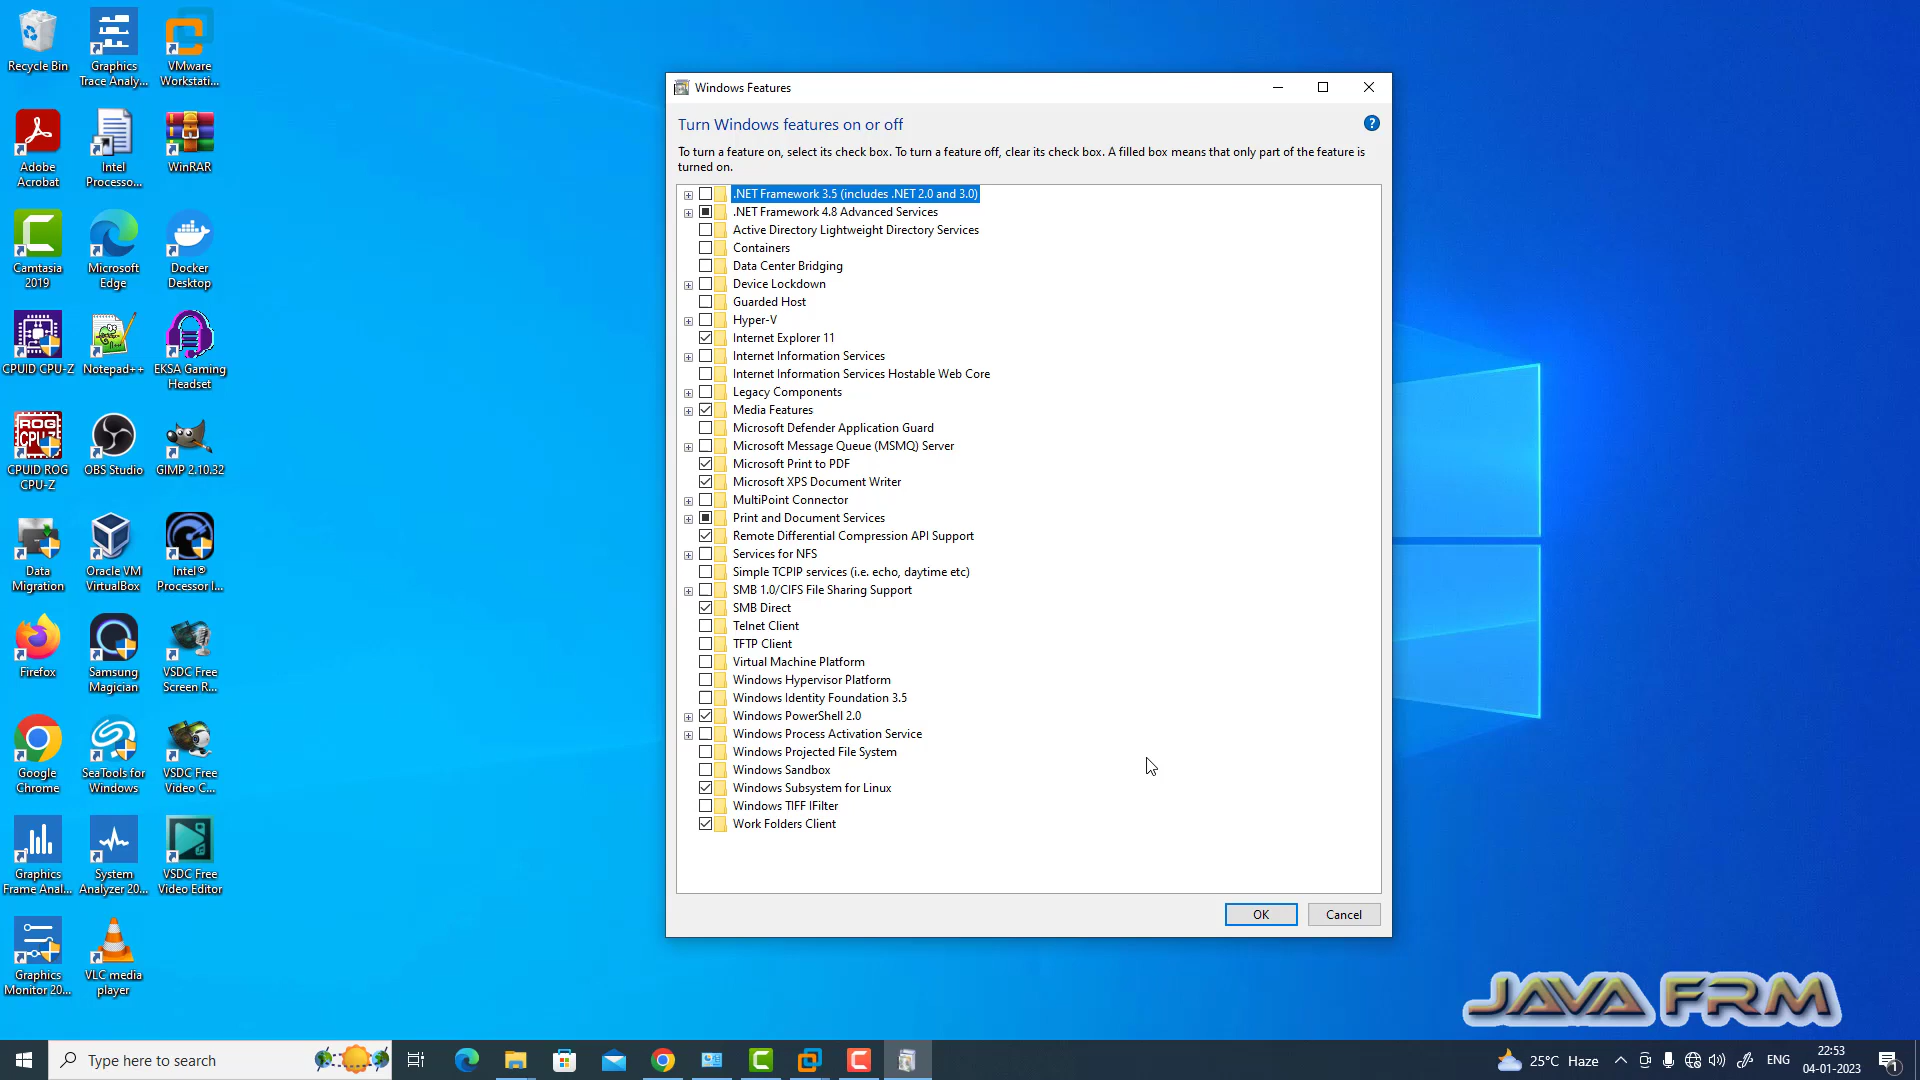 Recycle Bin
Graphics
Trace Analy...
VMware
Workstati...
Adobe
Acrobat
Intel
Processo...
WinRAR
Camtasia
2019
Microsoft
Edge
Docker
Desktop
CPUID CPU-Z
Notepad++
EKSA Gaming
Headset
ROG
CPU-Z
CPUID ROG
CPU-Z
OBS Studio
GIMP 2.10.32
Data
Migration
Oracle VM
VirtualBox
Intel®
Processor I...
Firefox
Samsung
Magician
VSDC Free
Screen R...
Google
Chrome
SeaTools for
Windows
VSDC Free
Video C...
Graphics
Frame Anal...
System
Analyzer 20...
VSDC Free
Video Editor
Graphics
Monitor 20...
VLC media
player
Windows Features
Turn Windows features on or off
To turn a feature on, select its check box. To turn a feature off, clear its check box. A filled box means that only part of the feature is
turned on.
.NET Framework 3.5 (includes .NET 2.0 and 3.0)
.NET Framework 4.8 Advanced Services
Active Directory Lightweight Directory Services
Containers
Data Center Bridging
Device Lockdown
Guarded Host
Hyper-V
Internet Explorer 11
Internet Information Services
Internet Information Services Hostable Web Core
Legacy Components
Media Features
Microsoft Defender Application Guard
Microsoft Message Queue (MSMQ) Server
Microsoft Print to PDF
Microsoft XPS Document Writer
MultiPoint Connector
Print and Document Services
Remote Differential Compression API Support
Services for NFS
Simple TCPIP services (i.e. echo, daytime etc)
SMB 1.0/CIFS File Sharing Support
SMB Direct
Telnet Client
TFTP Client
Virtual Machine Platform
Windows Hypervisor Platform
Windows Identity Foundation 3.5
Windows PowerShell 2.0
Windows Process Activation Service
Windows Projected File System
Windows Sandbox
Windows Subsystem for Linux
Windows TIFF IFilter
Work Folders Client
OK
Cancel
JAVA FRM
Type here to search
25°C Haze
ENG
22:53
04-01-2023
1